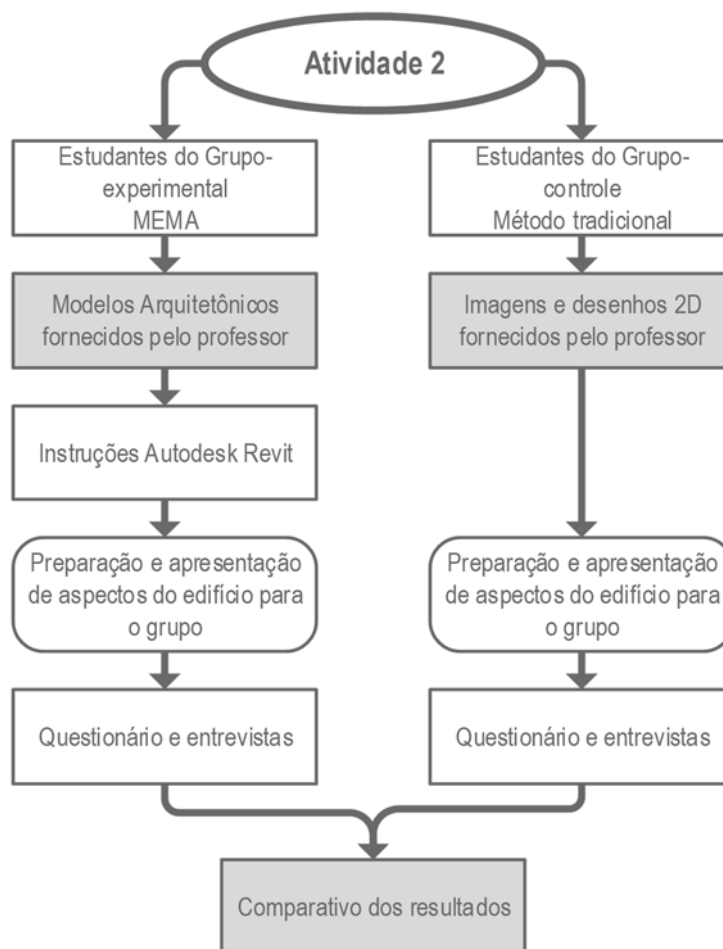 Atividade 2
Estudantes do Grupo-
experimental
MEMA
Estudantes do Grupo-
controle
Método tradicional
Modelos Arquitetônicos
fornecidos pelo professor
Imagens e desenhos 2D
fornecidos pelo professor
Instruções Autodesk Revit
Preparação e apresentação
de aspectos do edifício para
o grupo
Preparação e apresentação
de aspectos do edifício para
o grupo
Questionário e entrevistas
Questionário e entrevistas
Comparativo dos resultados